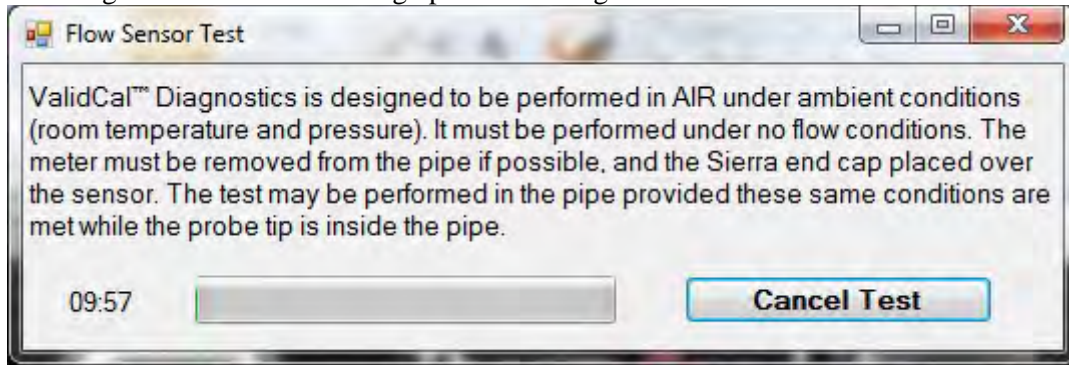 Flow Sensor Test
ValidCal™ Diagnostics is designed to be performed in AIR under ambient conditions
(room temperature and pressure). It must be performed under no flow conditions. The
meter must be removed from the pipe if possible, and the Sierra end cap placed over
the sensor. The test may be performed in the pipe provided these same conditions are
met while the probe tip is inside the pipe.
09:57
Cancel Test